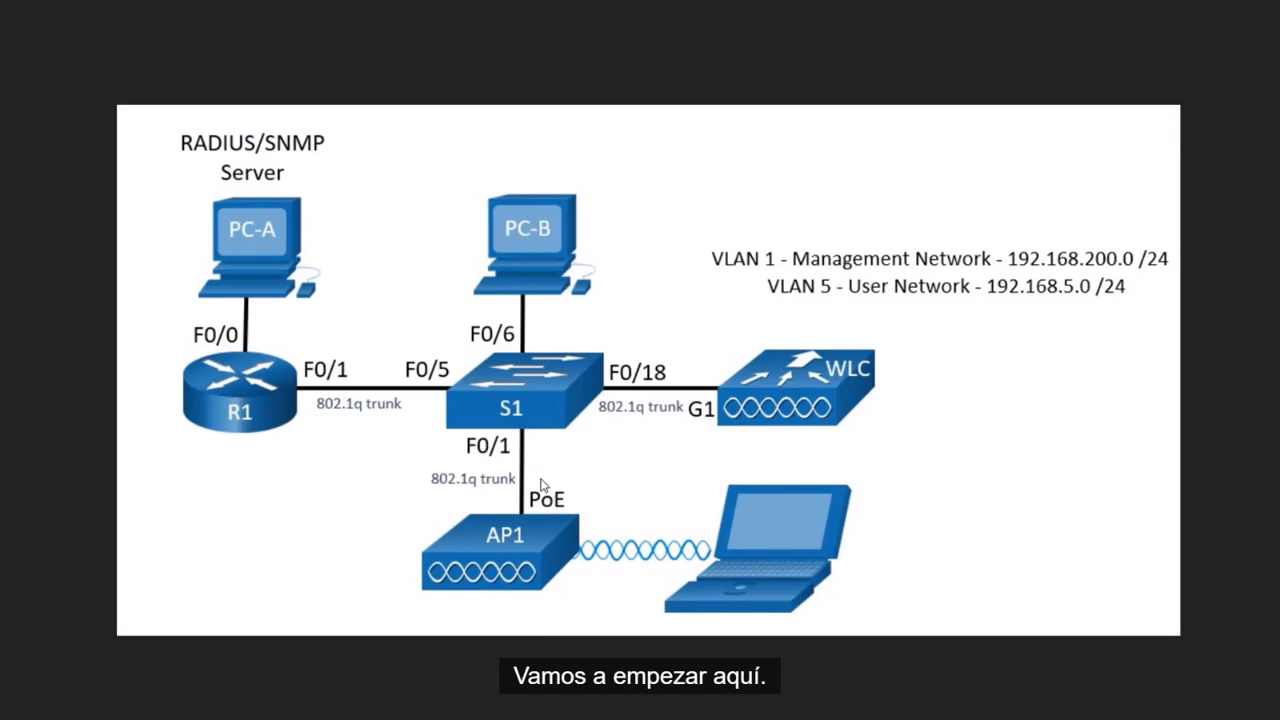 RADIUS/SNMP
Server
PC-A
PC-B
VLAN 1 - Management Network - 192.168.200.0 /24
VLAN 5 - User Network - 192.168.5.0 /24
F0/0
F0/6
F0/1
F0/5
F0/18
WLC
802.1q trunk
802.1q trunk
G1
R1
S1
F0/1
802.1q trunk
PoE
AP1
Vamos a empezar aquí.